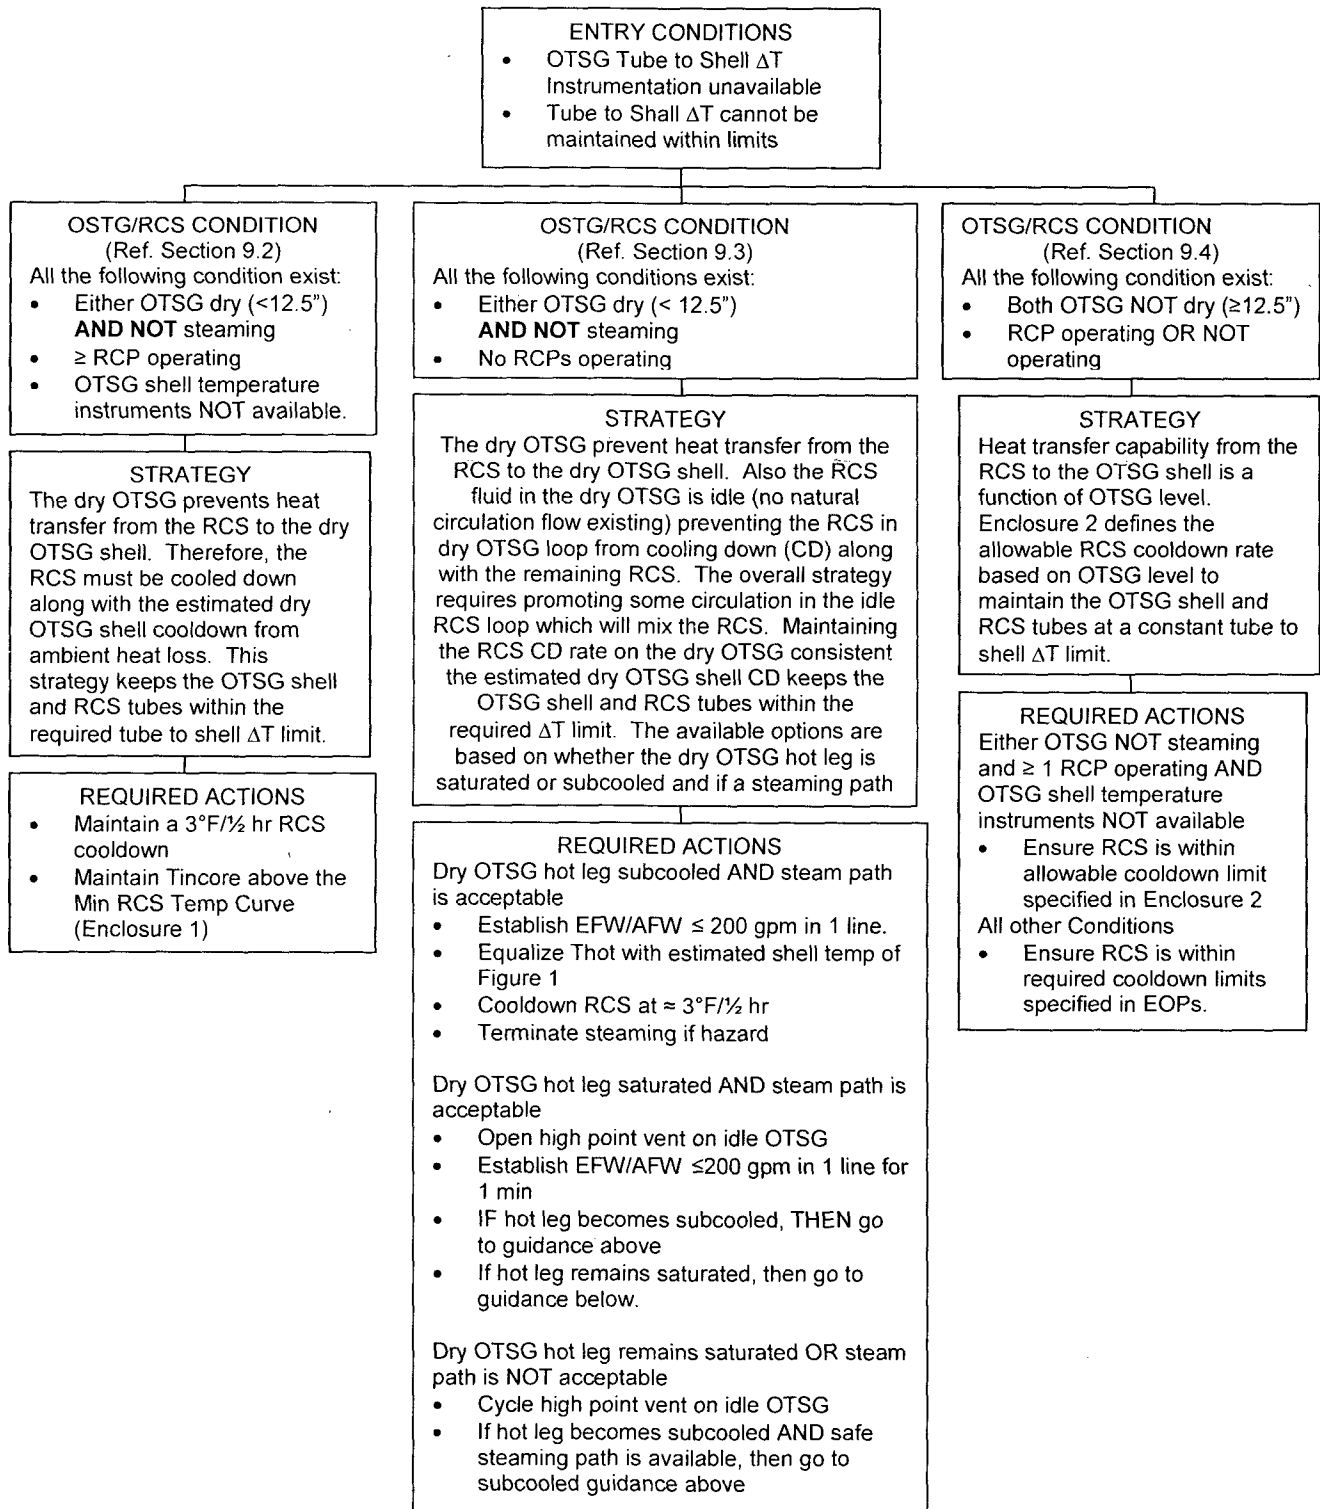 ENTRY CONDITIONS
• OTSG Tube to Shell ΔT
Instrumentation unavailable
• Tube to Shall ΔT cannot be
maintained within limits
OSTG/RCS CONDITION
(Ref. Section 9.2)
All the following condition exist:
• Either OTSG dry (<12.5")
AND NOT steaming
• ≥ RCP operating
• OTSG shell temperature
instruments NOT available.
STRATEGY
The dry OTSG prevents heat
transfer from the RCS to the dry
OTSG shell. Therefore, the
RCS must be cooled down
along with the estimated dry
OTSG shell cooldown from
ambient heat loss. This
strategy keeps the OTSG shell
and RCS tubes within the
required tube to shell ΔT limit.
REQUIRED ACTIONS
• Maintain a 3°F/½ hr RCS
cooldown
• Maintain Tincore above the
Min RCS Temp Curve
(Enclosure 1)
OSTG/RCS CONDITION
(Ref. Section 9.3)
All the following conditions exist:
• Either OTSG dry (< 12.5")
AND NOT steaming
• No RCPs operating
STRATEGY
The dry OTSG prevent heat transfer from the
RCS to the dry OTSG shell. Also the RCS
fluid in the dry OTSG is idle (no natural
circulation flow existing) preventing the RCS in
dry OTSG loop from cooling down (CD) along
with the remaining RCS. The overall strategy
requires promoting some circulation in the idle
RCS loop which will mix the RCS. Maintaining
the RCS CD rate on the dry OTSG consistent
the estimated dry OTSG shell CD keeps the
OTSG shell and RCS tubes within the
required ΔT limit. The available options are
based on whether the dry OTSG hot leg is
saturated or subcooled and if a steaming path
REQUIRED ACTIONS
Dry OTSG hot leg subcooled AND steam path
is acceptable
• Establish EFW/AFW ≤ 200 gpm in 1 line.
• Equalize Thot with estimated shell temp of
Figure 1
• Cooldown RCS at ≈ 3°F/½ hr
• Terminate steaming if hazard
Dry OTSG hot leg saturated AND steam path is
acceptable
• Open high point vent on idle OTSG
• Establish EFW/AFW ≤200 gpm in 1 line for
1 min
• IF hot leg becomes subcooled, THEN go
to guidance above
• If hot leg remains saturated, then go to
guidance below.
Dry OTSG hot leg remains saturated OR steam
path is NOT acceptable
• Cycle high point vent on idle OTSG
• If hot leg becomes subcooled AND safe
steaming path is available, then go to
subcooled guidance above
OTSG/RCS CONDITION
(Ref. Section 9.4)
All the following condition exist:
• Both OTSG NOT dry (≥12.5")
• RCP operating OR NOT
operating
STRATEGY
Heat transfer capability from the
RCS to the OTSG shell is a
function of OTSG level.
Enclosure 2 defines the
allowable RCS cooldown rate
based on OTSG level to
maintain the OTSG shell and
RCS tubes at a constant tube to
shell ΔT limit.
REQUIRED ACTIONS
Either OTSG NOT steaming
and ≥ 1 RCP operating AND
OTSG shell temperature
instruments NOT available
• Ensure RCS is within
allowable cooldown limit
specified in Enclosure 2
All other Conditions
• Ensure RCS is within
required cooldown limits
specified in EOPs.